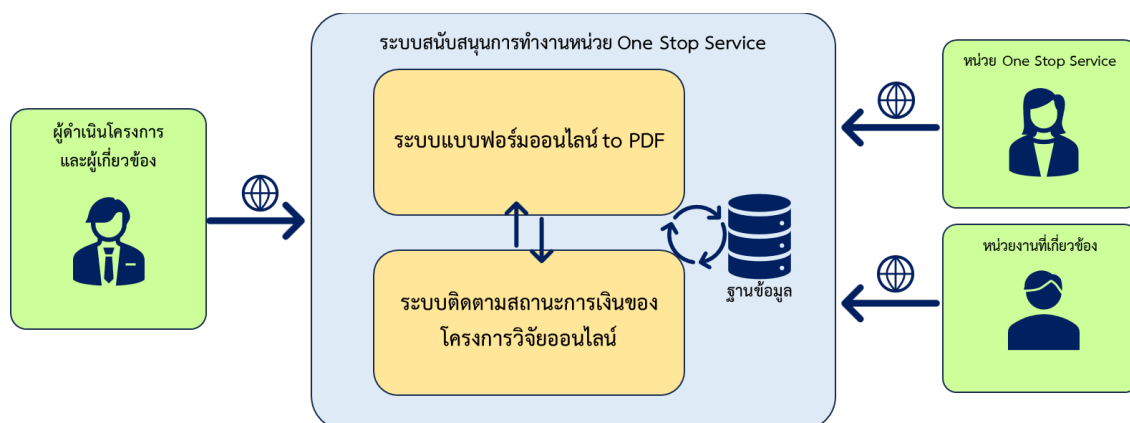 ระบบสนับสนุนการทำงานหน่วย One Stop Service
ผู้ดำเนินโครงการ
และผู้เกี่ยวข้อง
ระบบแบบฟอร์มออนไลน์ to PDF
ระบบติดตามสถานะการเงินของ
โครงการวิจัยออนไลน์
ฐานข้อมูล
หน่วย One Stop Service
หน่วยงานที่เกี่ยวข้อง